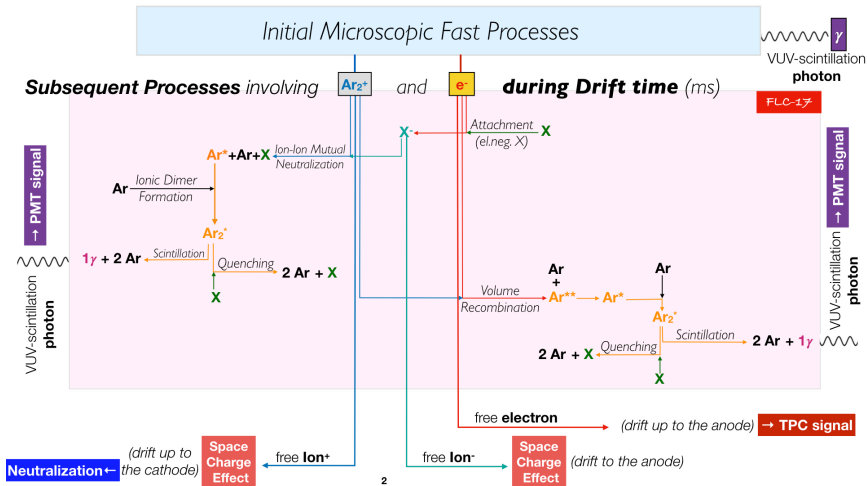 Initial Microscopic Fast Processes
γ
VUV-scintillation
photon
Subsequent Processes involving Ar2+ and e- during Drift time (ms)
FLC-17
X-
Attachment
(el.neg. X)
X
Ar*+Ar+X
Ion-Ion Mutual
Neutralization
Ar
Ionic Dimer
Formation
Ar2*
1γ + 2 Ar
Scintillation
Quenching
2 Ar + X
X
→ PMT signal
VUV-scintillation
photon
→ PMT signal
VUV-scintillation
photon
Volume
Recombination
Ar
+
Ar**
Ar*
Ar
Ar2*
Scintillation
2 Ar + 1γ
2 Ar + X
Quenching
X
free electron
(drift up to the anode)
→ TPC signal
Neutralization←
(drift up to
the cathode)
Space
Charge
Effect
free Ion+
free Ion-
Space
Charge
Effect
(drift to the anode)
2